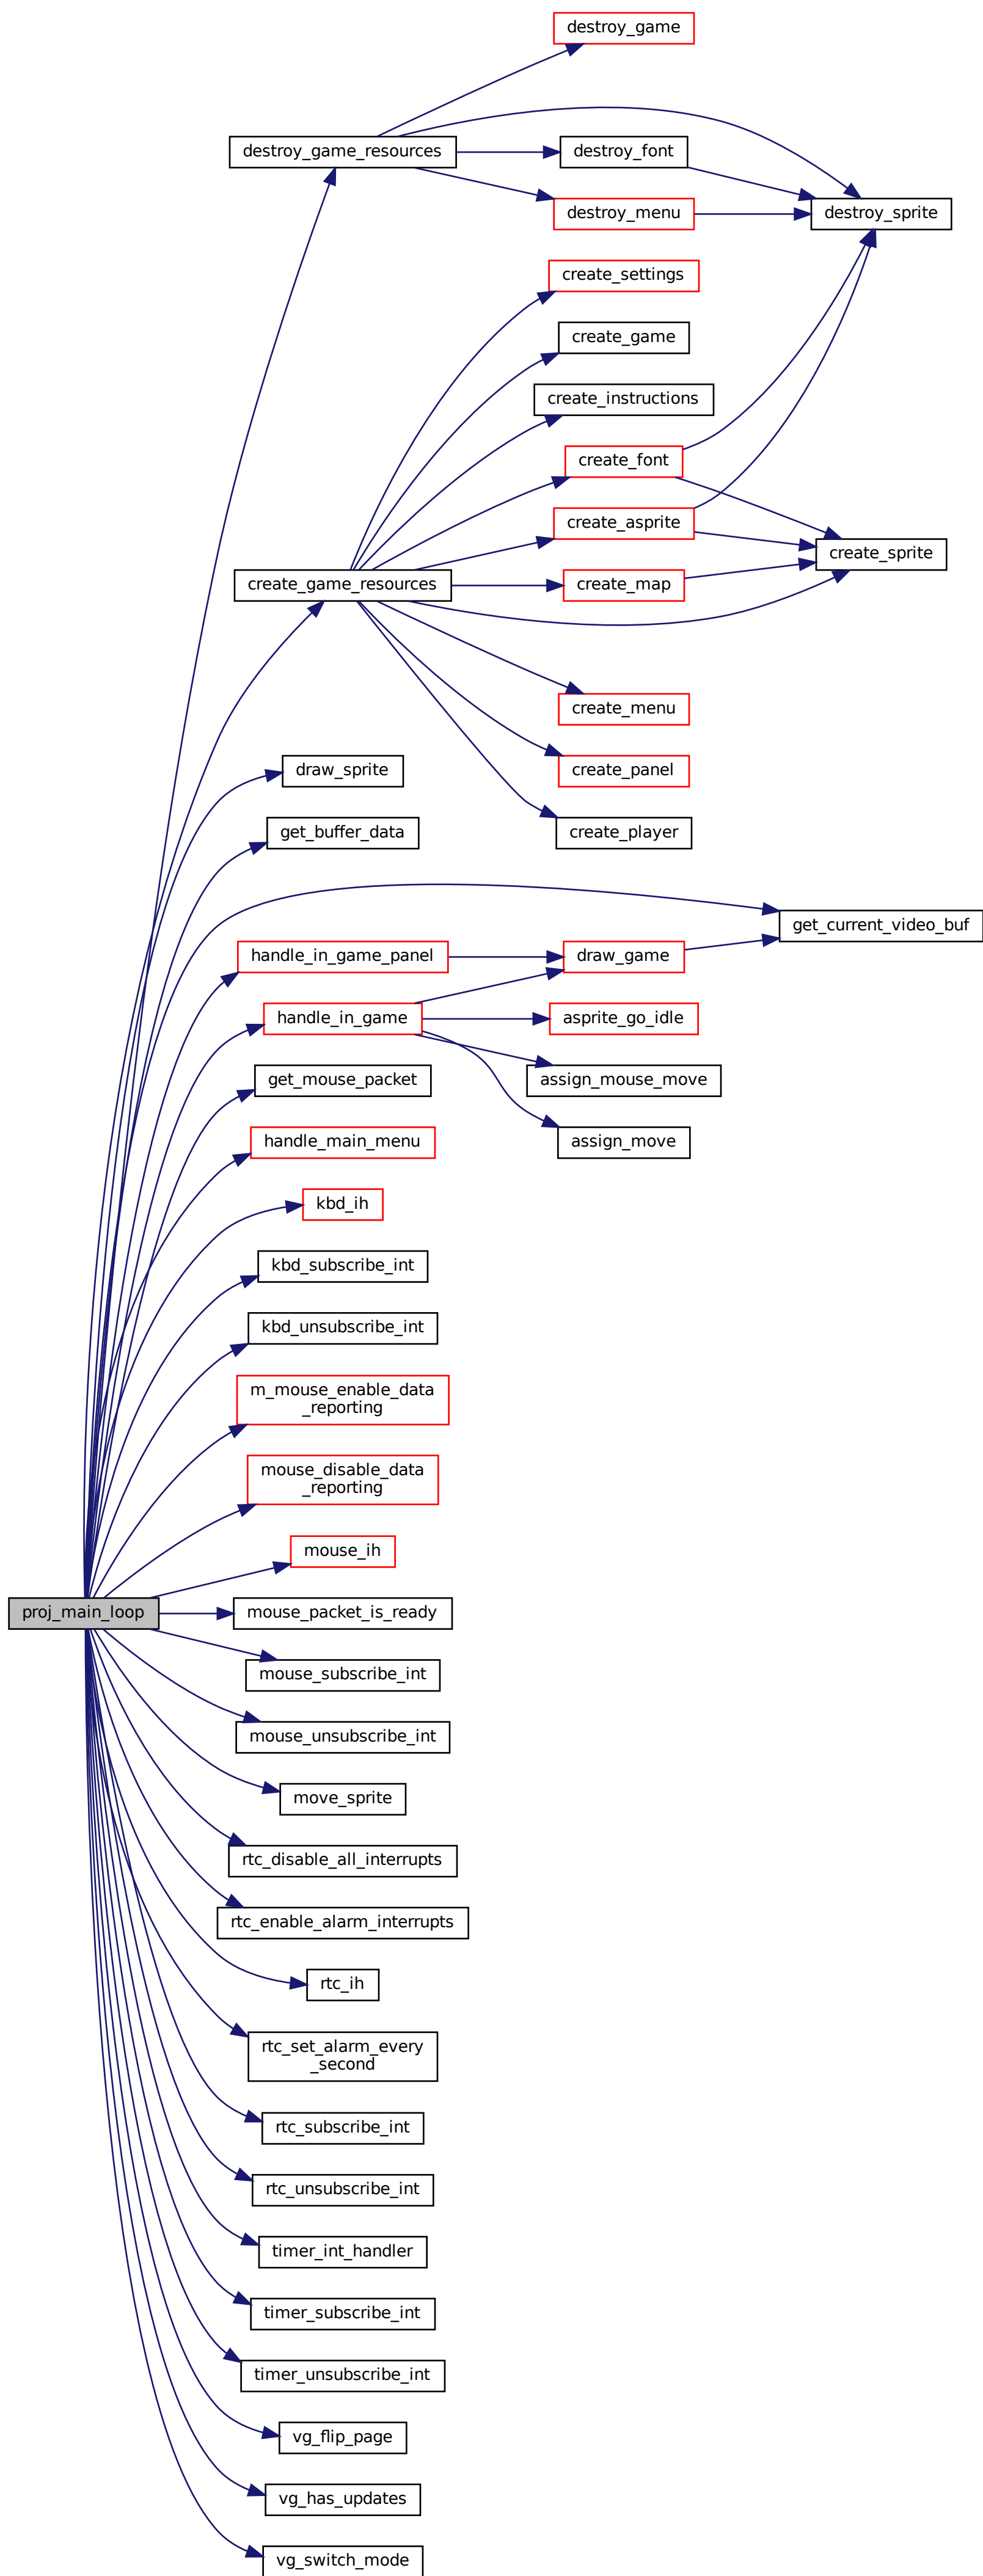 destroy_game
destroy_game_resources
destroy_font
destroy_menu
destroy_sprite
create_settings
create_game
create_instructions
create_font
create_asprite
create_sprite
create_game_resources
create_map
create_menu
draw_sprite
create_panel
get_buffer_data
create_player
get_current_video_buf
handle_in_game_panel
draw_game
handle_in_game
asprite_go_idle
get_mouse_packet
assign_mouse_move
handle_main_menu
assign_move
kbd_ih
kbd_subscribe_int
kbd_unsubscribe_int
m_mouse_enable_data
_reporting
mouse_disable_data
_reporting
mouse_ih
proj_main_loop
mouse_packet_is_ready
mouse_subscribe_int
mouse_unsubscribe_int
move_sprite
rtc_disable_all_interrupts
rtc_enable_alarm_interrupts
rtc_ih
rtc_set_alarm_every
_second
rtc_subscribe_int
rtc_unsubscribe_int
timer_int_handler
timer_subscribe_int
timer_unsubscribe_int
vg_flip_page
vg_has_updates
vg_switch_mode